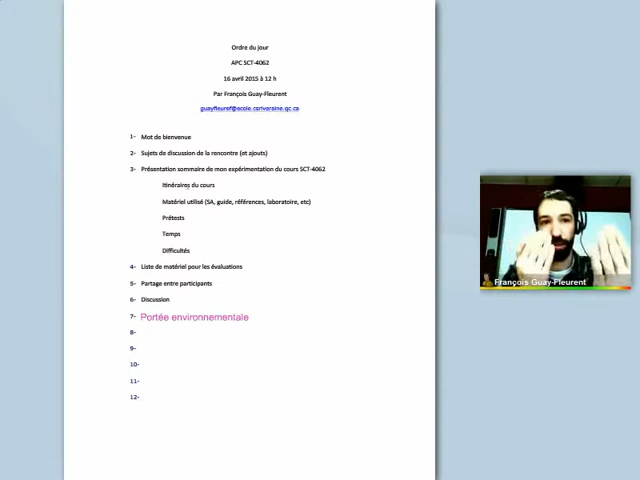 Ordre du jour
APC SCT-4062
16 avril 2015 à 12 h
Par François Guay-Fleurent
guayfleuref@ecole.csriveraine.qc.ca
1- Mot de bienvenue
2- Sujets de discussion de la rencontre (et ajouts)
3- Présentation sommaire de mon expérimentation du cours SCT-4062
Itinéraires du cours
Matériel utilisé (SA, guide, références, laboratoire, etc)
Prétests
Temps
Difficultés
4- Liste de matériel pour les évaluations
5- Partage entre participants
6- Discussion
7- Portée environnementale
8-
9-
10-
11-
12-
François Guay-Fleurent